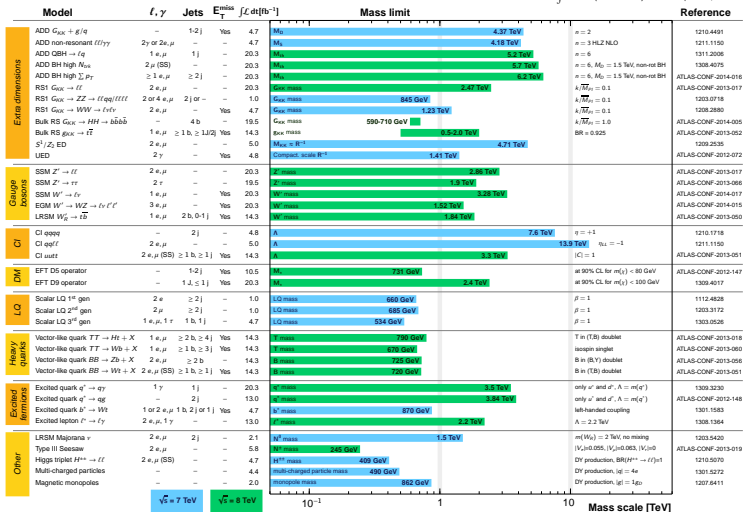 Model ℓ, γ Jets E_T^miss ∫ℒ dt[fb⁻¹] Mass limit Reference
Extra dimensions
ADD G_KK + g/q – 1-2 j Yes 4.7 M_D 4.37 TeV n = 2 1210.4491
ADD non-resonant ℓℓ/γγ 2γ or 2e, μ – – 4.7 M_S 4.18 TeV n = 3 HLZ NLO 1211.1150
ADD QBH → ℓq 1 e, μ 1 j – 20.3 M_th 5.2 TeV n = 6 1311.2006
ADD BH high N_trk 2 μ (SS) – – 20.3 M_th 5.7 TeV n = 6, M_D = 1.5 TeV, non-rot BH 1308.4075
ADD BH high ∑ p_T ≥ 1 e, μ ≥ 2 j – 20.3 M_th 6.2 TeV n = 6, M_D = 1.5 TeV, non-rot BH ATLAS-CONF-2014-016
RS1 G_KK → ℓℓ 2 e, μ – – 20.3 G_KK mass 2.47 TeV k/M̅_Pl = 0.1 ATLAS-CONF-2013-017
RS1 G_KK → ZZ → ℓℓqq/ℓℓℓℓ 2 or 4 e, μ 2 j or – – 1.0 G_KK mass 845 GeV k/M̅_Pl = 0.1 1203.0718
RS1 G_KK → WW → ℓνℓν 2 e, μ – Yes 4.7 G_KK mass 1.23 TeV k/M̅_Pl = 0.1 1208.2880
Bulk RS G_KK → HH → bb̅bb̅ – 4 b – 19.5 G_KK mass 590-710 GeV k/M̅_Pl = 1.0 ATLAS-CONF-2014-005
Bulk RS g_KK → tt̅ 1 e, μ ≥ 1 b, ≥ 1J/2j Yes 14.3 g_KK mass 0.5-2.0 TeV BR = 0.925 ATLAS-CONF-2013-052
S¹/Z₂ ED 2 e, μ – – 5.0 M_KK ≈ R⁻¹ 4.71 TeV 1209.2535
UED 2 γ – Yes 4.8 Compact. scale R⁻¹ 1.41 TeV ATLAS-CONF-2012-072
Gauge bosons
SSM Z′ → ℓℓ 2 e, μ – – 20.3 Z′ mass 2.86 TeV ATLAS-CONF-2013-017
SSM Z′ → ττ 2 τ – – 19.5 Z′ mass 1.9 TeV ATLAS-CONF-2013-066
SSM W′ → ℓν 1 e, μ – Yes 20.3 W′ mass 3.28 TeV ATLAS-CONF-2014-017
EGM W′ → WZ → ℓν ℓ′ℓ′ 3 e, μ – Yes 20.3 W′ mass 1.52 TeV ATLAS-CONF-2014-015
LRSM W′_R → tb̅ 1 e, μ 2 b, 0-1 j Yes 14.3 W′ mass 1.84 TeV ATLAS-CONF-2013-050
CI
CI qqqq – 2 j – 4.8 Λ 7.6 TeV η = +1 1210.1718
CI qqℓℓ 2 e, μ – – 5.0 Λ 13.9 TeV η_LL = −1 1211.1150
CI uutt 2 e, μ (SS) ≥ 1 b, ≥ 1 j Yes 14.3 Λ 3.3 TeV |C| = 1 ATLAS-CONF-2013-051
DM
EFT D5 operator – 1-2 j Yes 10.5 M_* 731 GeV at 90% CL for m(χ) < 80 GeV ATLAS-CONF-2012-147
EFT D9 operator – 1 J, ≤ 1 j Yes 20.3 M_* 2.4 TeV at 90% CL for m(χ) < 100 GeV 1309.4017
LQ
Scalar LQ 1st gen 2 e ≥ 2 j – 1.0 LQ mass 660 GeV β = 1 1112.4828
Scalar LQ 2nd gen 2 μ ≥ 2 j – 1.0 LQ mass 685 GeV β = 1 1203.3172
Scalar LQ 3rd gen 1 e, μ, 1 τ 1 b, 1 j – 4.7 LQ mass 534 GeV β = 1 1303.0526
Heavy quarks
Vector-like quark TT → Ht + X 1 e, μ ≥ 2 b, ≥ 4 j Yes 14.3 T mass 790 GeV T in (T,B) doublet ATLAS-CONF-2013-018
Vector-like quark TT → Wb + X 1 e, μ ≥ 1 b, ≥ 3 j Yes 14.3 T mass 670 GeV isospin singlet ATLAS-CONF-2013-060
Vector-like quark BB → Zb + X 2 e, μ ≥ 2 b – 14.3 B mass 725 GeV B in (B,Y) doublet ATLAS-CONF-2013-056
Vector-like quark BB → Wt + X 2 e, μ (SS) ≥ 1 b, ≥ 1 j Yes 14.3 B mass 720 GeV B in (T,B) doublet ATLAS-CONF-2013-051
Excited fermions
Excited quark q* → qγ 1 γ 1 j – 20.3 q* mass 3.5 TeV only u* and d*, Λ = m(q*) 1309.3230
Excited quark q* → qg – 2 j – 13.0 q* mass 3.84 TeV only u* and d*, Λ = m(q*) ATLAS-CONF-2012-148
Excited quark b* → Wt 1 or 2 e, μ 1 b, 2 j or 1 j Yes 4.7 b* mass 870 GeV left-handed coupling 1301.1583
Excited lepton ℓ* → ℓγ 2 e, μ, 1 γ – – 13.0 ℓ* mass 2.2 TeV Λ = 2.2 TeV 1308.1364
Other
LRSM Majorana ν 2 e, μ 2 j – 2.1 N⁰ mass 1.5 TeV m(W_R) = 2 TeV, no mixing 1203.5420
Type III Seesaw 2 e, μ – – 5.8 N± mass 245 GeV |V_e|=0.055, |V_μ|=0.063, |V_τ|=0 ATLAS-CONF-2013-019
Higgs triplet H±± → ℓℓ 2 e, μ (SS) – – 4.7 H±± mass 409 GeV DY production, BR(H±± → ℓℓ)=1 1210.5070
Multi-charged particles – – – 4.4 multi-charged particle mass 490 GeV DY production, |q| = 4e 1301.5272
Magnetic monopoles – – – 2.0 monopole mass 862 GeV DY production, |g| = 1g_D 1207.6411
√s = 7 TeV √s = 8 TeV
10⁻¹ 1 10 Mass scale [TeV]